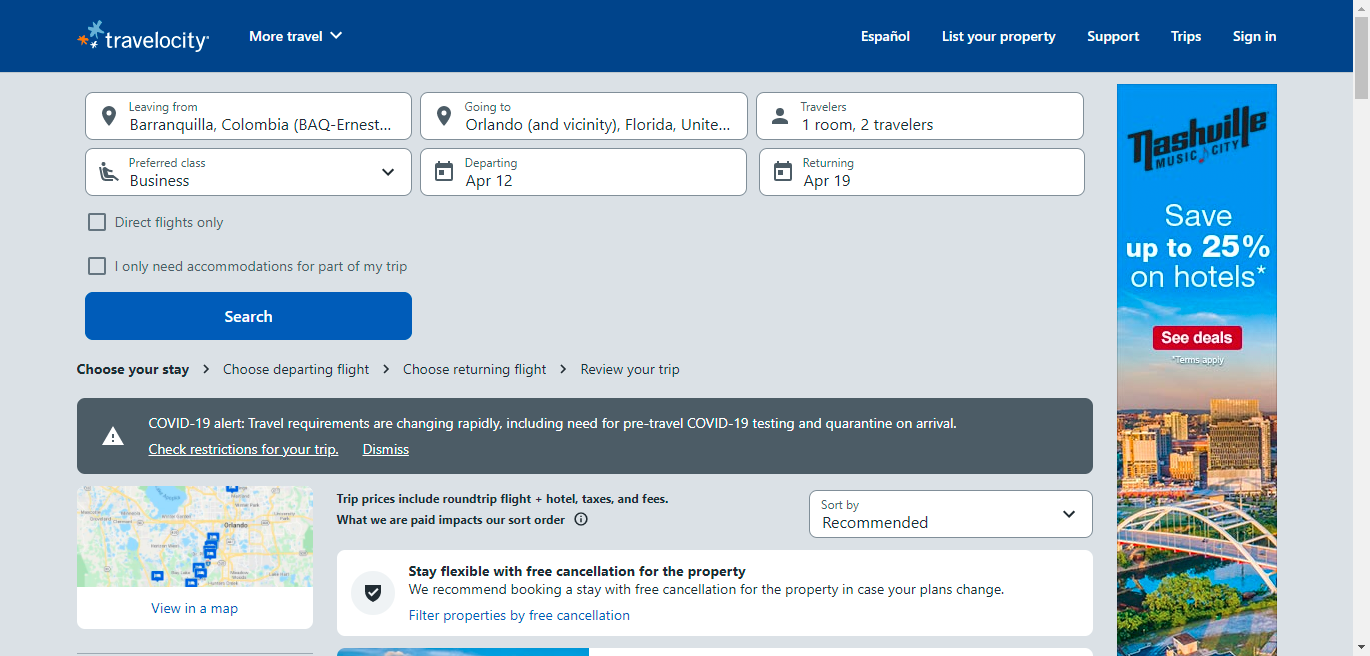 travelocity
More travel
Español
List your property
Support
Trips
Sign in
Leaving from
Barranquilla, Colombia (BAQ-Ernest...
Going to
Orlando (and vicinity), Florida, Unite...
Travelers
1 room, 2 travelers
Preferred class
Business
Departing
Apr 12
Returning
Apr 19
Direct flights only
I only need accommodations for part of my trip
Search
Choose your stay
Choose departing flight
Choose returning flight
Review your trip
COVID-19 alert: Travel requirements are changing rapidly, including need for pre-travel COVID-19 testing and quarantine on arrival.
Check restrictions for your trip.
Dismiss
Orlando
View in a map
Trip prices include roundtrip flight + hotel, taxes, and fees.
What we are paid impacts our sort order
Sort by
Recommended
Stay flexible with free cancellation for the property
We recommend booking a stay with free cancellation for the property in case your plans change.
Filter properties by free cancellation
Nashville
MUSIC CITY
Save
up to 25%
on hotels*
See deals
*Terms apply